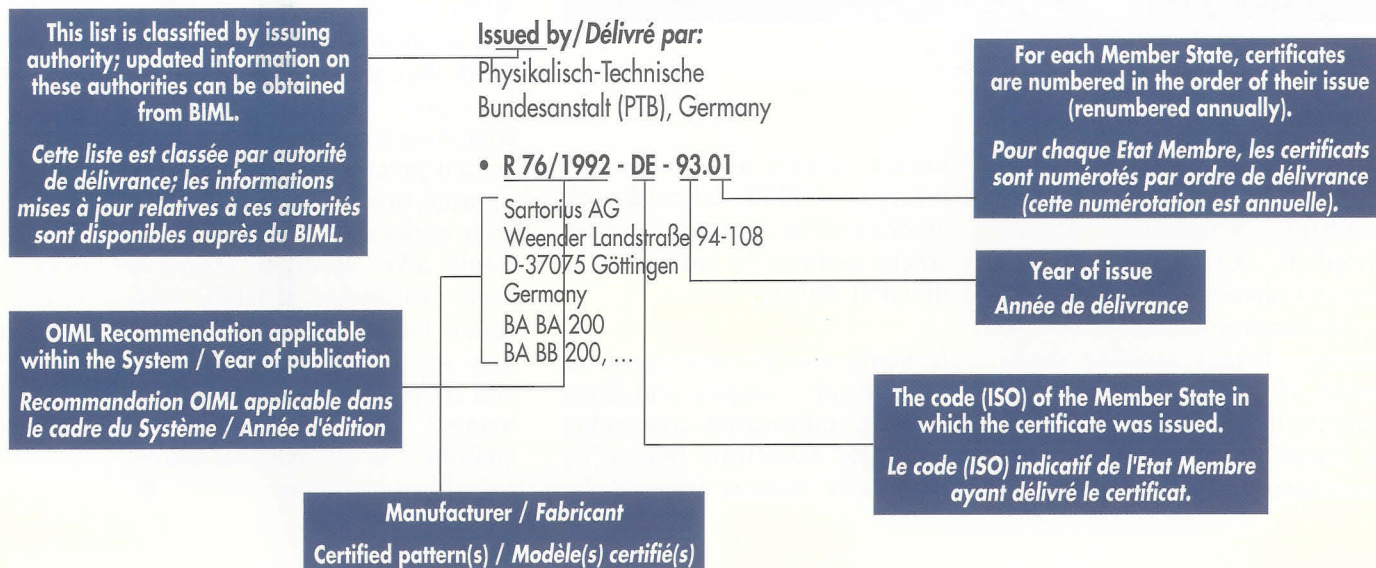 This list is classified by issuing
authority; updated information on
these authorities can be obtained
from BIML.
Cette liste est classée par autorité
de délivrance; les informations
mises à jour relatives à ces autorités
sont disponibles auprès du BIML.
Issued by/Délivré par:
Physikalisch-Technische
Bundesanstalt (PTB), Germany
• R 76/1992 - DE - 93.01
Sartorius AG
Weender Landstraße 94-108
D-37075 Göttingen
Germany
BA BA 200
BA BB 200, ...
For each Member State, certificates
are numbered in the order of their issue
(renumbered annually).
Pour chaque Etat Membre, les certificats
sont numérotés par ordre de délivrance
(cette numérotation est annuelle).
Year of issue
Année de délivrance
OIML Recommendation applicable
within the System / Year of publication
Recommandation OIML applicable dans
le cadre du Système / Année d'édition
The code (ISO) of the Member State in
which the certificate was issued.
Le code (ISO) indicatif de l'Etat Membre
ayant délivré le certificat.
Manufacturer / Fabricant
Certified pattern(s) / Modèle(s) certifié(s)